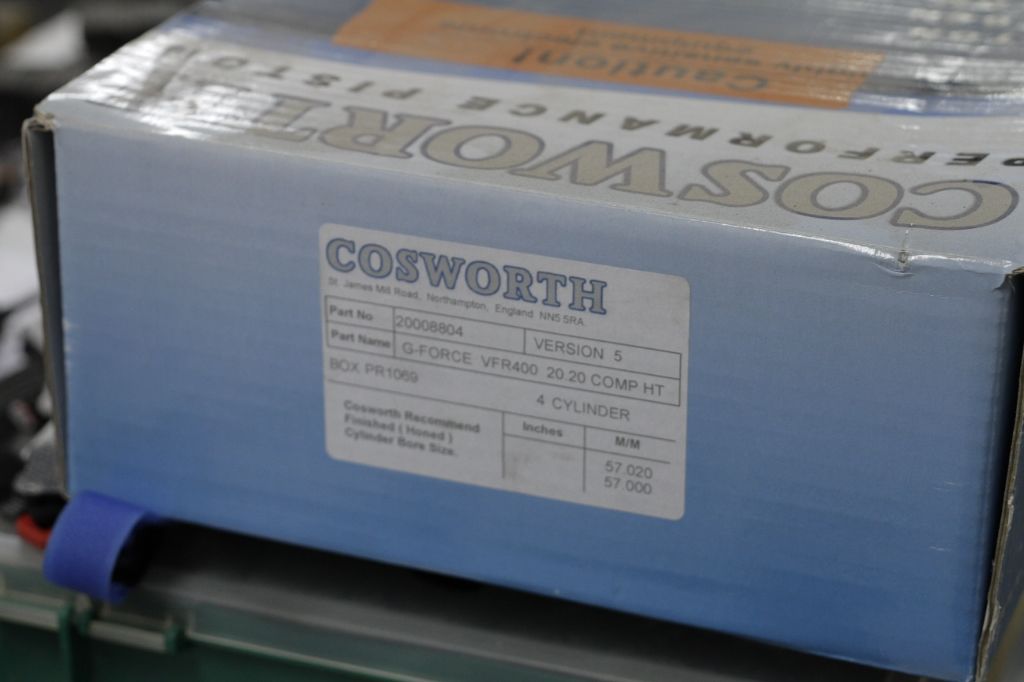 Caution!
equipment
COSWORTH
PERFORMANCE PISTO
COSWORTH
St. James Mill Road, Northampton, England. NN5 5RA.
Part No 20008804 VERSION 5
Part Name G-FORCE VFR400 20.20 COMP HT
BOX PR1069 4 CYLINDER
Cosworth Recommend
Finished ( Honed )
Cylinder Bore Size.
Inches M/M
57.020
57.000